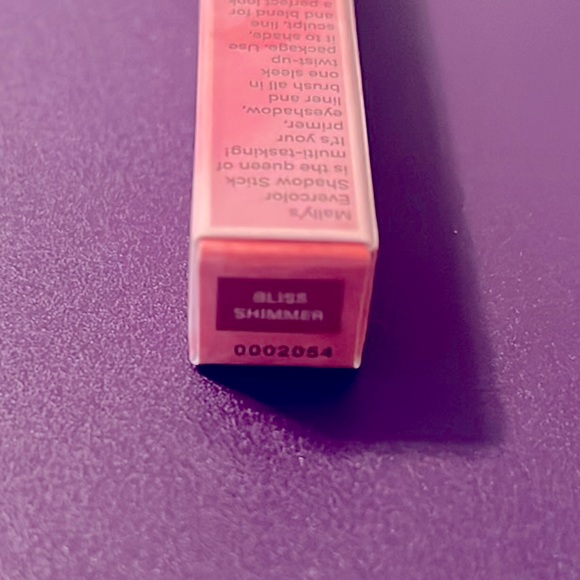 Mally's
Evercolor
Shadow Stick
is the queen of
multi-tasking!
It's your
primer,
eyeshadow,
liner and
brush all in
one sleek
twist-up
package. Use
it to shade,
sculpt, line
and blend for
a perfect look
BLISS
SHIMMER
0002054